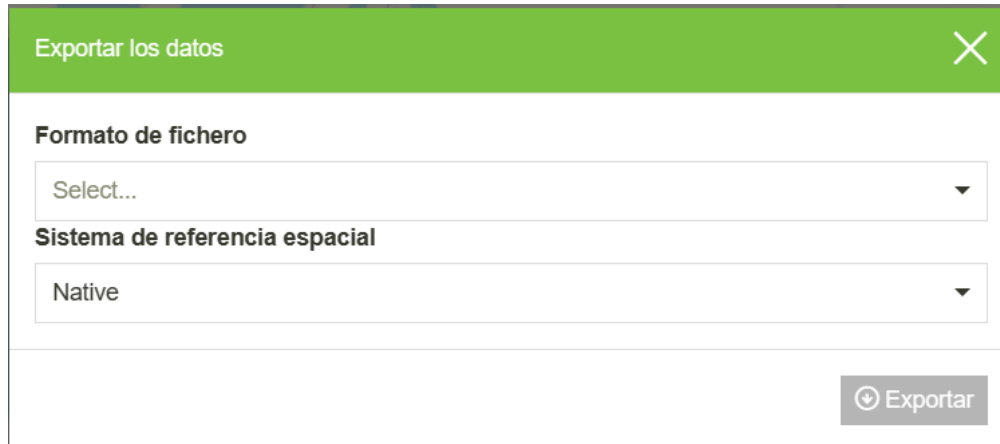 Exportar los datos
Formato de fichero
Select...
Sistema de referencia espacial
Native
Exportar